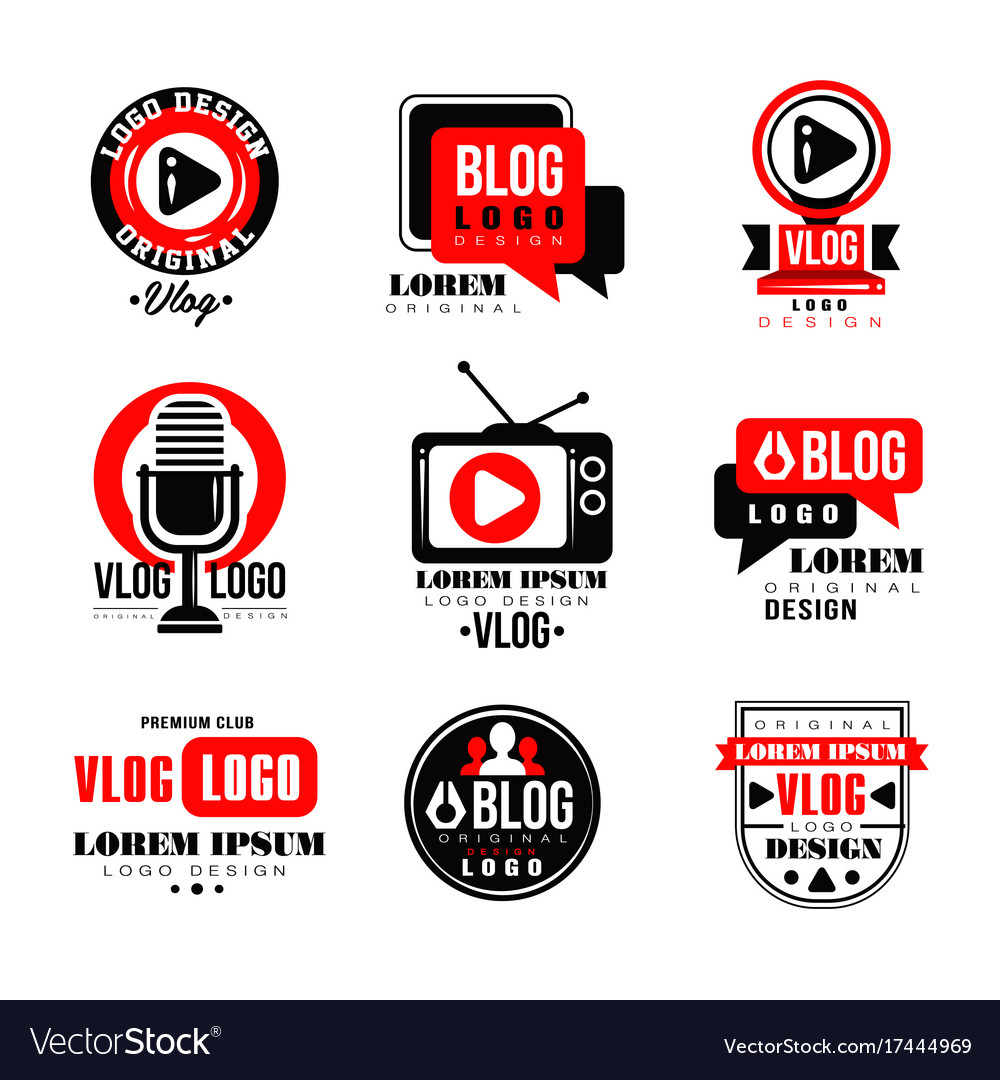 LOGO DESIGN
ORIGINAL
Vlog
BLOG
LOGO
DESIGN
LOREM
ORIGINAL
VLOG
LOGO
DESIGN
VLOG LOGO
ORIGINAL DESIGN
LOREM IPSUM
LOGO DESIGN
•VLOG•
BLOG
LOGO
LOREM
ORIGINAL
DESIGN
PREMIUM CLUB
VLOG LOGO
LOREM IPSUM
LOGO DESIGN
BLOG
ORIGINAL
DESIGN
LOGO
ORIGINAL
LOREM IPSUM
VLOG
LOGO
DESIGN
VectorStock®
VectorStock.com/17444969